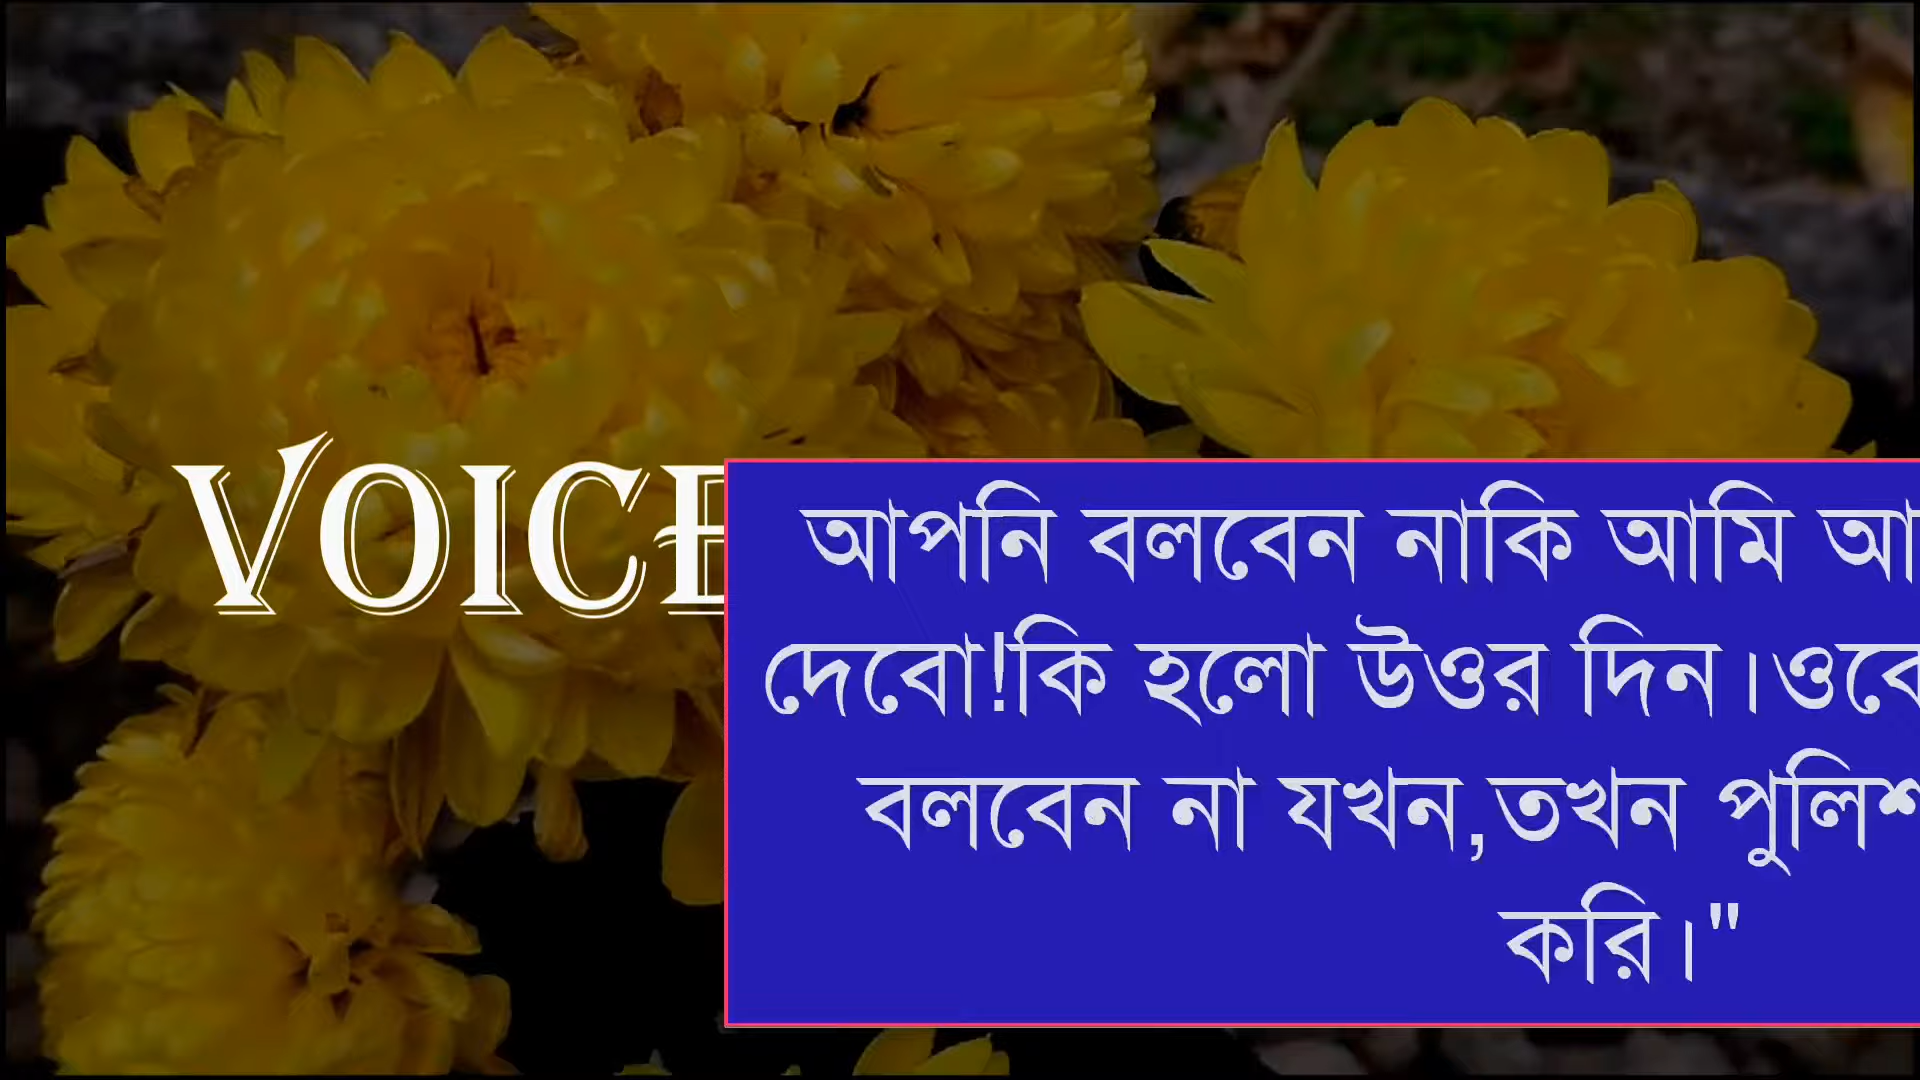 VOICE
আপনি বলবেন নাকি আমি
দেবো!কি হলো উওর দিন।
বলবেন না যখন,তখন
করি।"